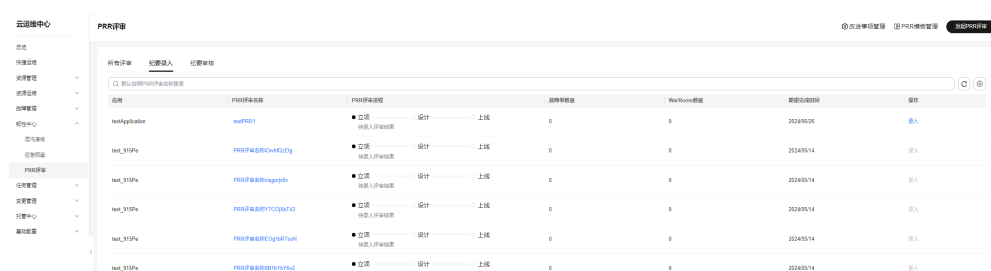 云运维中心
PRR评审
改进事项管理 PRR模板管理 发起PRR评审
总览
快捷运维
资源管理
资源运维
故障管理
韧性中心
混沌演练
应急预案
PRR评审
任务管理
变更管理
托管中心
基础配置
所有评审 纪要录入 纪要审核
默认按照PRR评审名称搜索
应用 PRR评审名称 PRR评审进程 故障单数量 WarRoom数量 期望完成时间 操作
testApplication testPRR1 立项 设计 上线 0 0 2024/06/26 录入
待录入评审结果
test_915Pe 立项 设计 上线 0 0 2024/05/14 录入
待录入评审结果
test_915Pe 立项 设计 上线 0 0 2024/05/14 录入
待录入评审结果
test_915Pe 立项 设计 上线 0 0 2024/05/14 录入
待录入评审结果
test_915Pe 立项 设计 上线 0 0 2024/05/14 录入
待录入评审结果
test_915Pe 立项 设计 上线 0 0 2024/05/14 录入